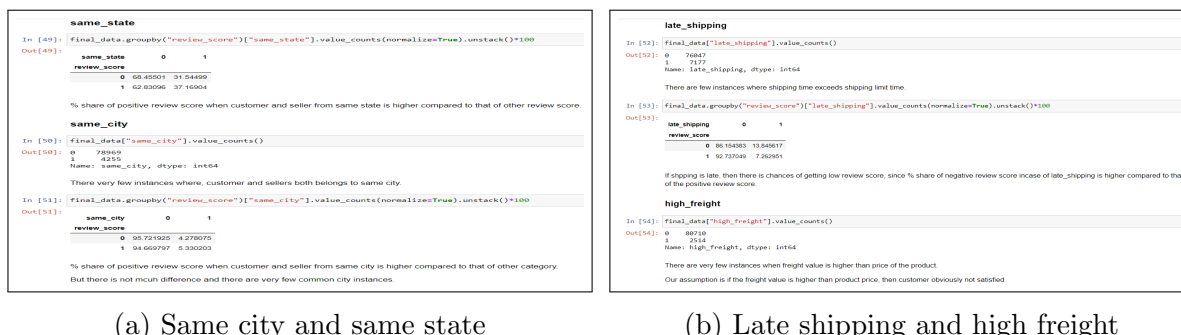 same_state
In [49]: final_data.groupby("review_score")["same_state"].value_counts(normalize=True).unstack()*100
Out[49]:
same_state 0 1
review_score
0 68.45501 31.54499
1 62.83096 37.16904
% share of positive review score when customer and seller from same state is higher compared to that of other review score.
same_city
In [50]: final_data["same_city"].value_counts()
Out[50]: 0 78969
1 4255
Name: same_city, dtype: int64
There very few instances where, customer and sellers both belongs to same city.
In [51]: final_data.groupby("review_score")["same_city"].value_counts(normalize=True).unstack()*100
Out[51]:
same_city 0 1
review_score
0 95.721925 4.278075
1 94.669797 5.330203
% share of positive review score when customer and seller from same city is higher compared to that of other category.
But there is not mcuh difference and there are very few common city instances.
(a) Same city and same state
late_shipping
In [52]: final_data["late_shipping"].value_counts()
Out[52]: 0 76047
1 7177
Name: late_shipping, dtype: int64
There are few instances where shipping time exceeds shipping limit time.
In [53]: final_data.groupby("review_score")["late_shipping"].value_counts(normalize=True).unstack()*100
Out[53]:
late_shipping 0 1
review_score
0 86.154383 13.845617
1 92.737049 7.262951
If shpping is late, then there is chances of getting low review score, since % share of negative review score incase of late_shipping is higher compared to tha
of the positive review score.
high_freight
In [54]: final_data["high_freight"].value_counts()
Out[54]: 0 80710
1 2514
Name: high_freight, dtype: int64
There are very few instances when freight value is higher than price of the product.
Our assumption is if the freight value is higher than product price, then customer obviously not satisfied.
(b) Late shipping and high freight